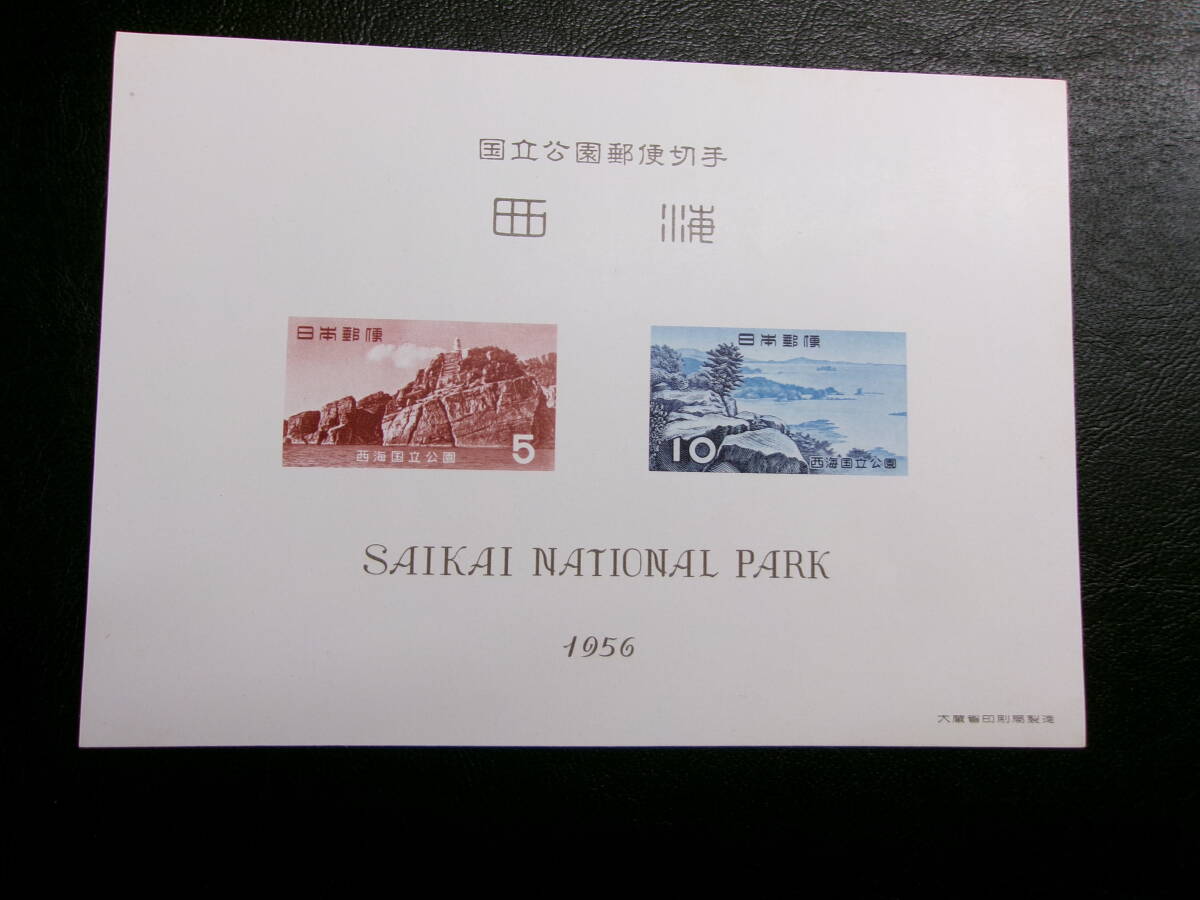 国立公園郵便切手
西 海
日本郵便
5
西海国立公園
日本郵便
10
西海国立公園
SAIKAI NATIONAL PARK
1956
大蔵省印刷局製造